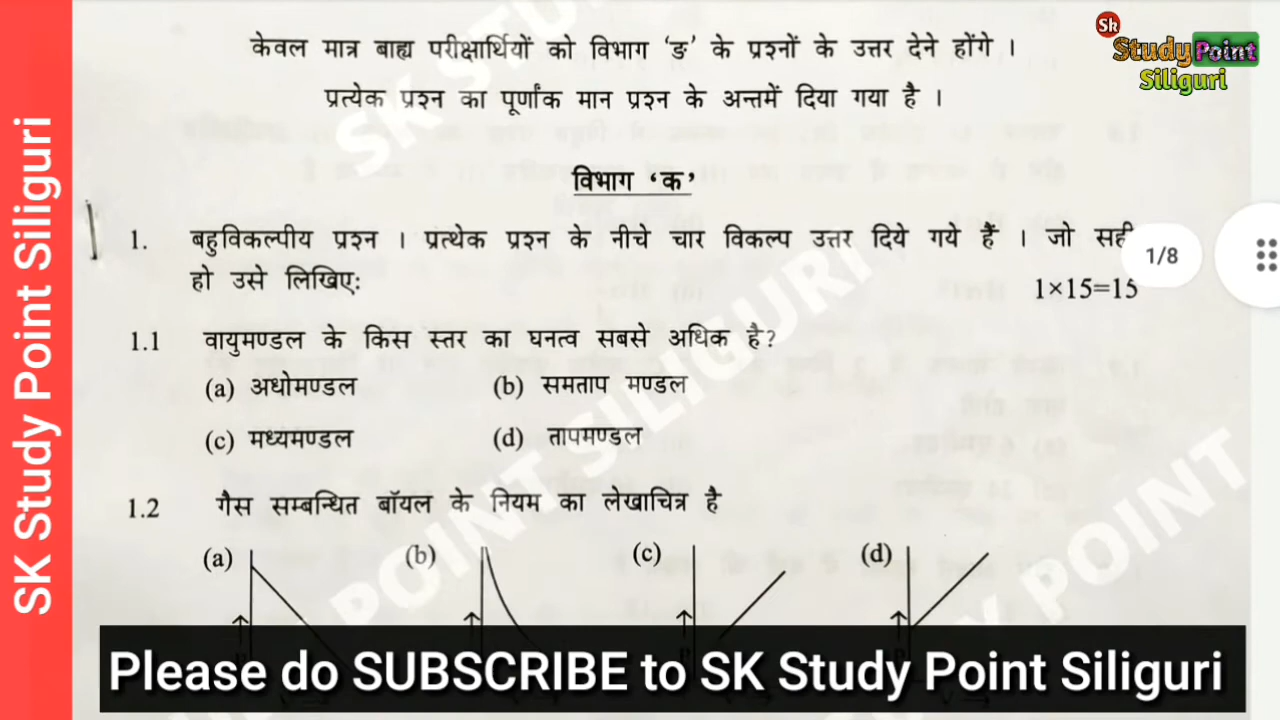 केवल मात्र बाह्य परीक्षार्थियों को विभाग ‘ङ’ के प्रश्नों के उत्तर देने होंगे ।
प्रत्येक प्रश्न का पूर्णांक मान प्रश्न के अन्तमें दिया गया है ।
Sk
Study Point
Siliguri
विभाग ‘क’
1. बहुविकल्पीय प्रश्न । प्रत्थेक प्रश्न के नीचे चार विकल्प उत्तर दिये गये हैं । जो सही
हो उसे लिखिए:
1×15=15
1/8
1.1 वायुमण्डल के किस स्तर का घनत्व सबसे अधिक है?
(a) अधोमण्डल (b) समताप मण्डल
(c) मध्यमण्डल (d) तापमण्डल
1.2 गैस सम्बन्धित बॉयल के नियम का लेखाचित्र है
(a) (b) (c) (d)
SK Study Point Siliguri
Please do SUBSCRIBE to SK Study Point Siliguri